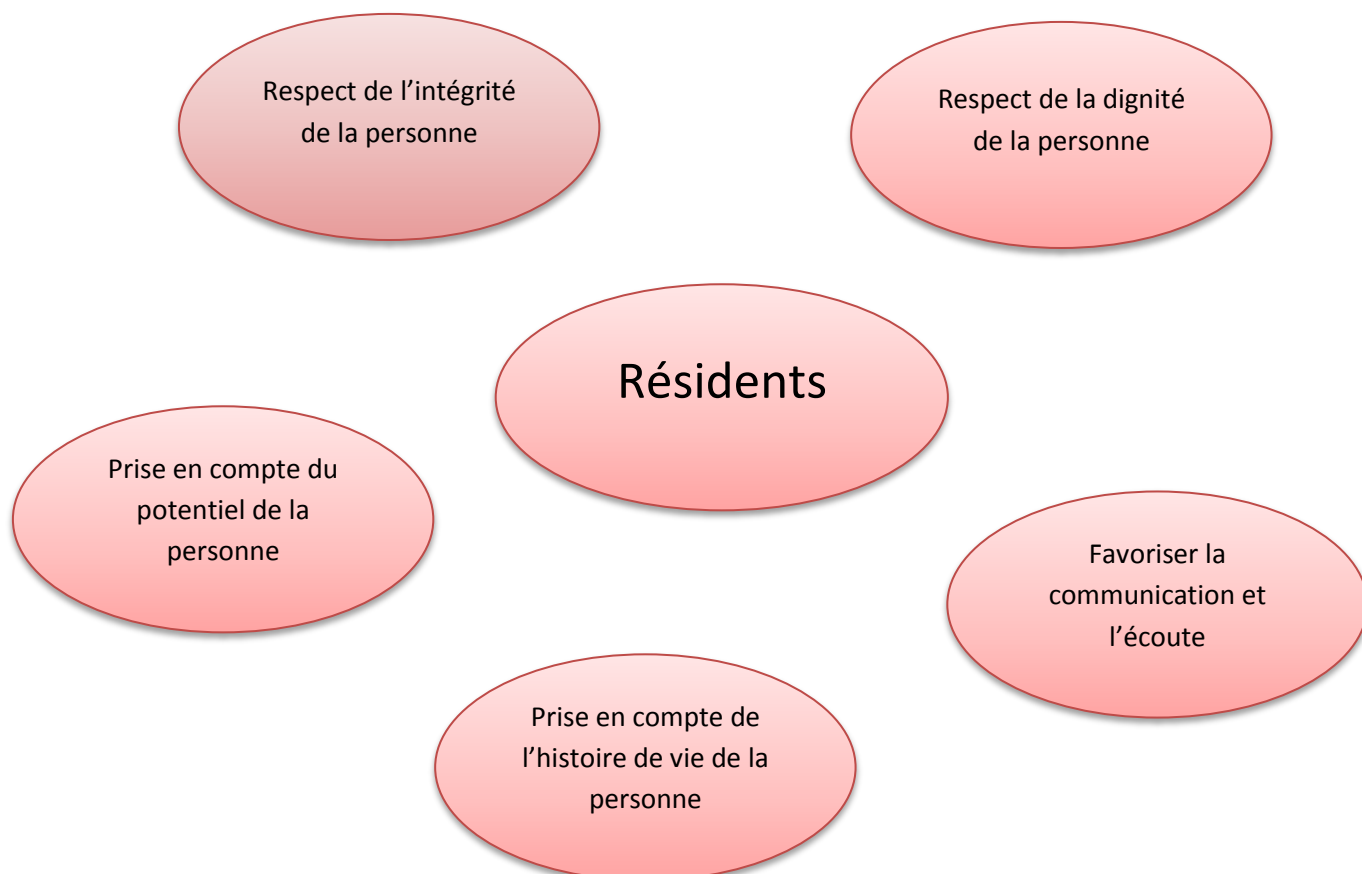 Respect de l’intégrité
de la personne
Respect de la dignité
de la personne
Résidents
Prise en compte du
potentiel de la
personne
Favoriser la
communication et
l’écoute
Prise en compte de
l’histoire de vie de la
personne